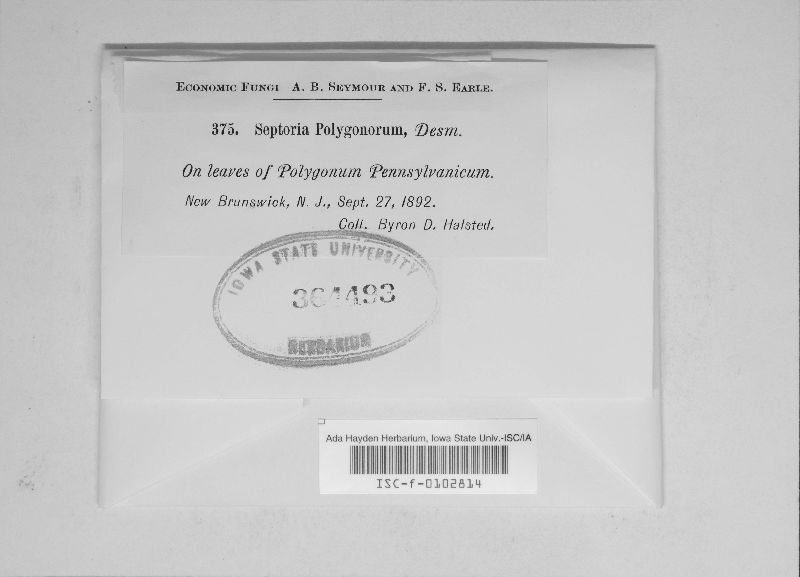 ECONOMIC FUNGI A. B. SEYMOUR AND F. S. EARLE.
375. Septoria Polygonorum, Desm.
On leaves of Polygonum Pennsylvanicum.
New Brunswick, N. J., Sept. 27, 1892.
Coll. Byron D. Halsted.
IOWA STATE UNIVERSITY
364493
HERBARIUM
Ada Hayden Herbarium, Iowa State Univ.-ISC/IA
ISC-f-0102814